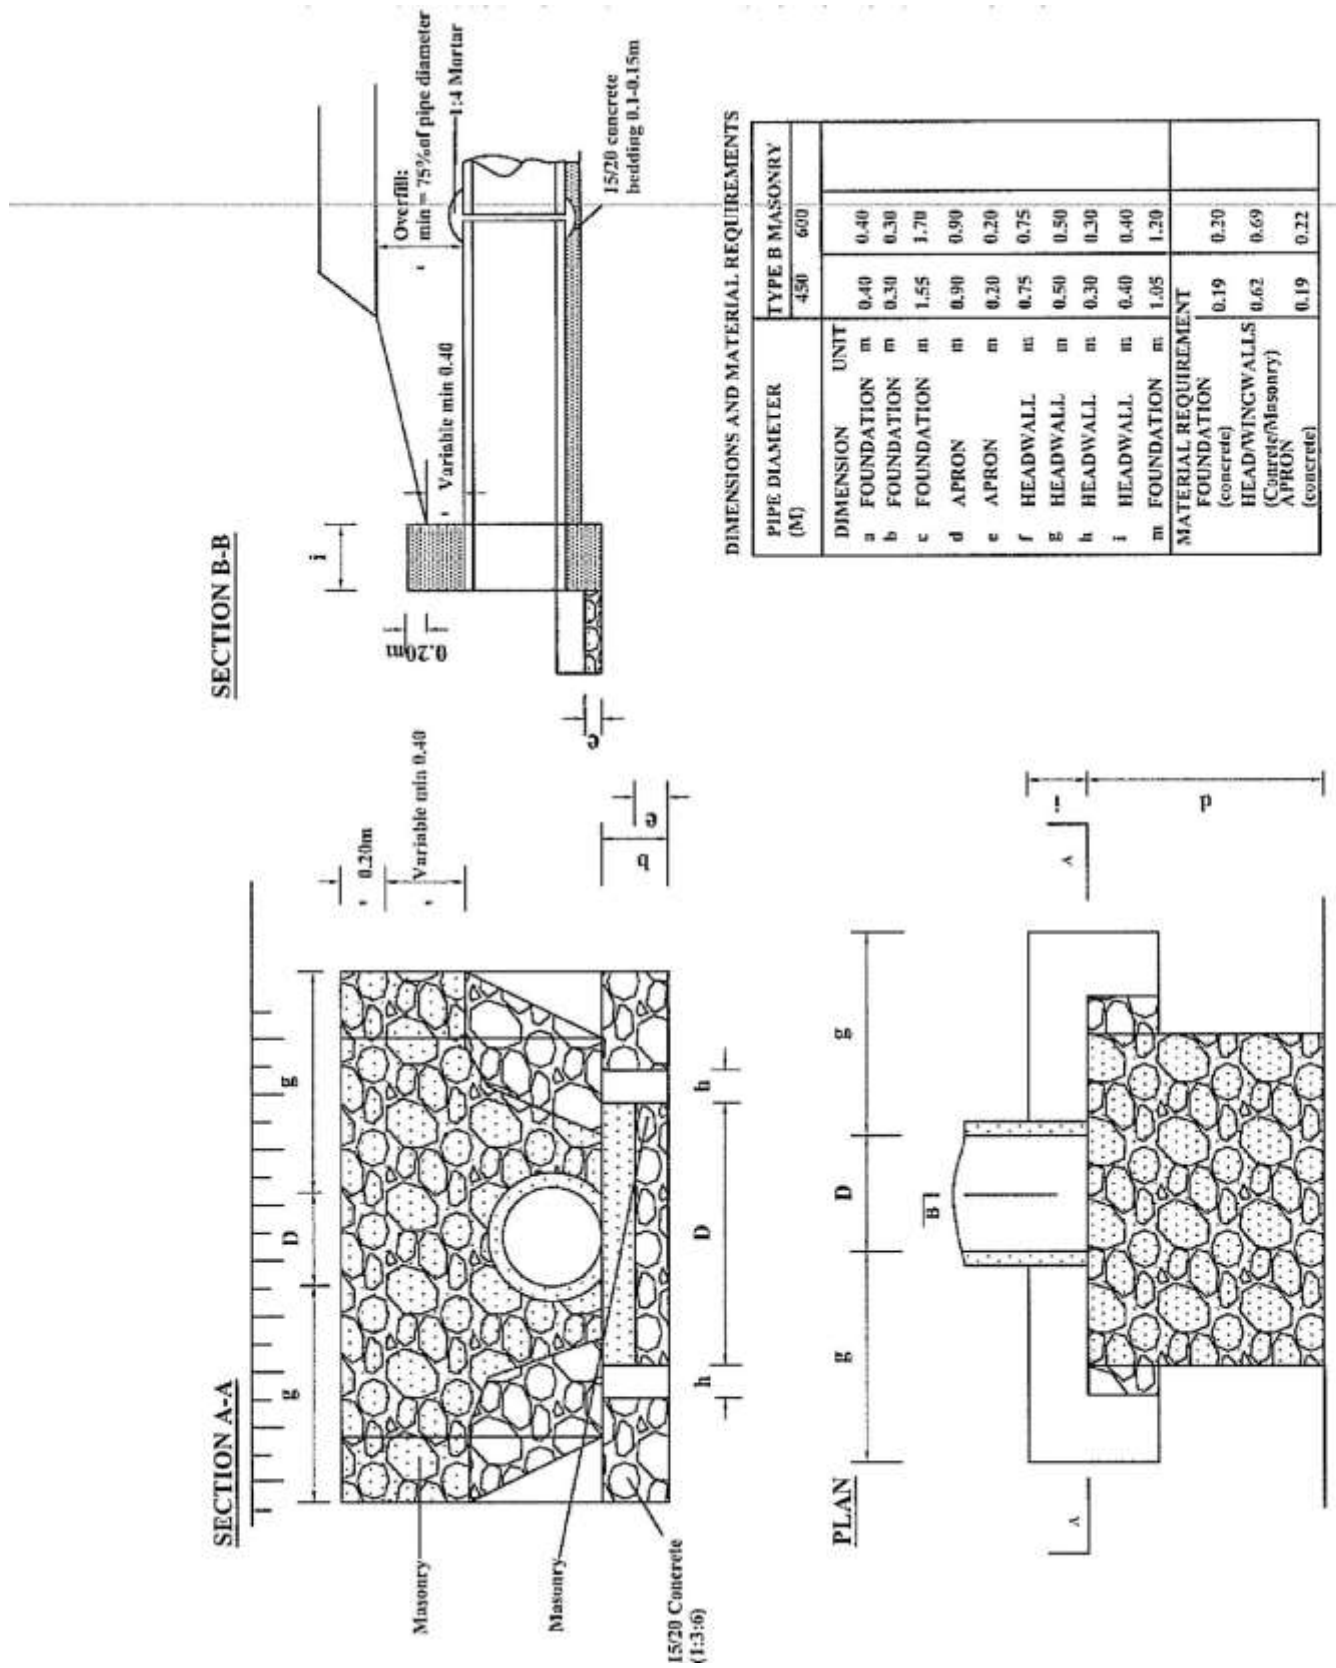 SECTION A-A
g
D
g
0.20m
Variable min 0.40
Masonry
Masonry
15/20 Concrete
(1:3:6)
h
D
h
b
e
SECTION B-B
i
0.20m
Variable min 0.40
Overfill:
min = 75%of pipe diameter
1:4 Mortar
15/20 concrete
bedding 0.1-0.15m
e
PLAN
g
D
g
B
A
A
i
d
DIMENSIONS AND MATERIAL REQUIREMENTS
PIPE DIAMETER TYPE B MASONRY
(M) 450 600
DIMENSION UNIT
a FOUNDATION m 0.40 0.40
b FOUNDATION m 0.30 0.30
c FOUNDATION m 1.55 1.70
d APRON m 0.90 0.90
e APRON m 0.20 0.20
f HEADWALL m 0.75 0.75
g HEADWALL m 0.50 0.50
h HEADWALL m 0.30 0.30
i HEADWALL m 0.40 0.40
m FOUNDATION m 1.05 1.20
MATERIAL REQUIREMENT
FOUNDATION 0.19 0.20
(concrete)
HEAD/WINGWALLS 0.62 0.69
(Concrete/Masonry)
APRON 0.19 0.22
(concrete)